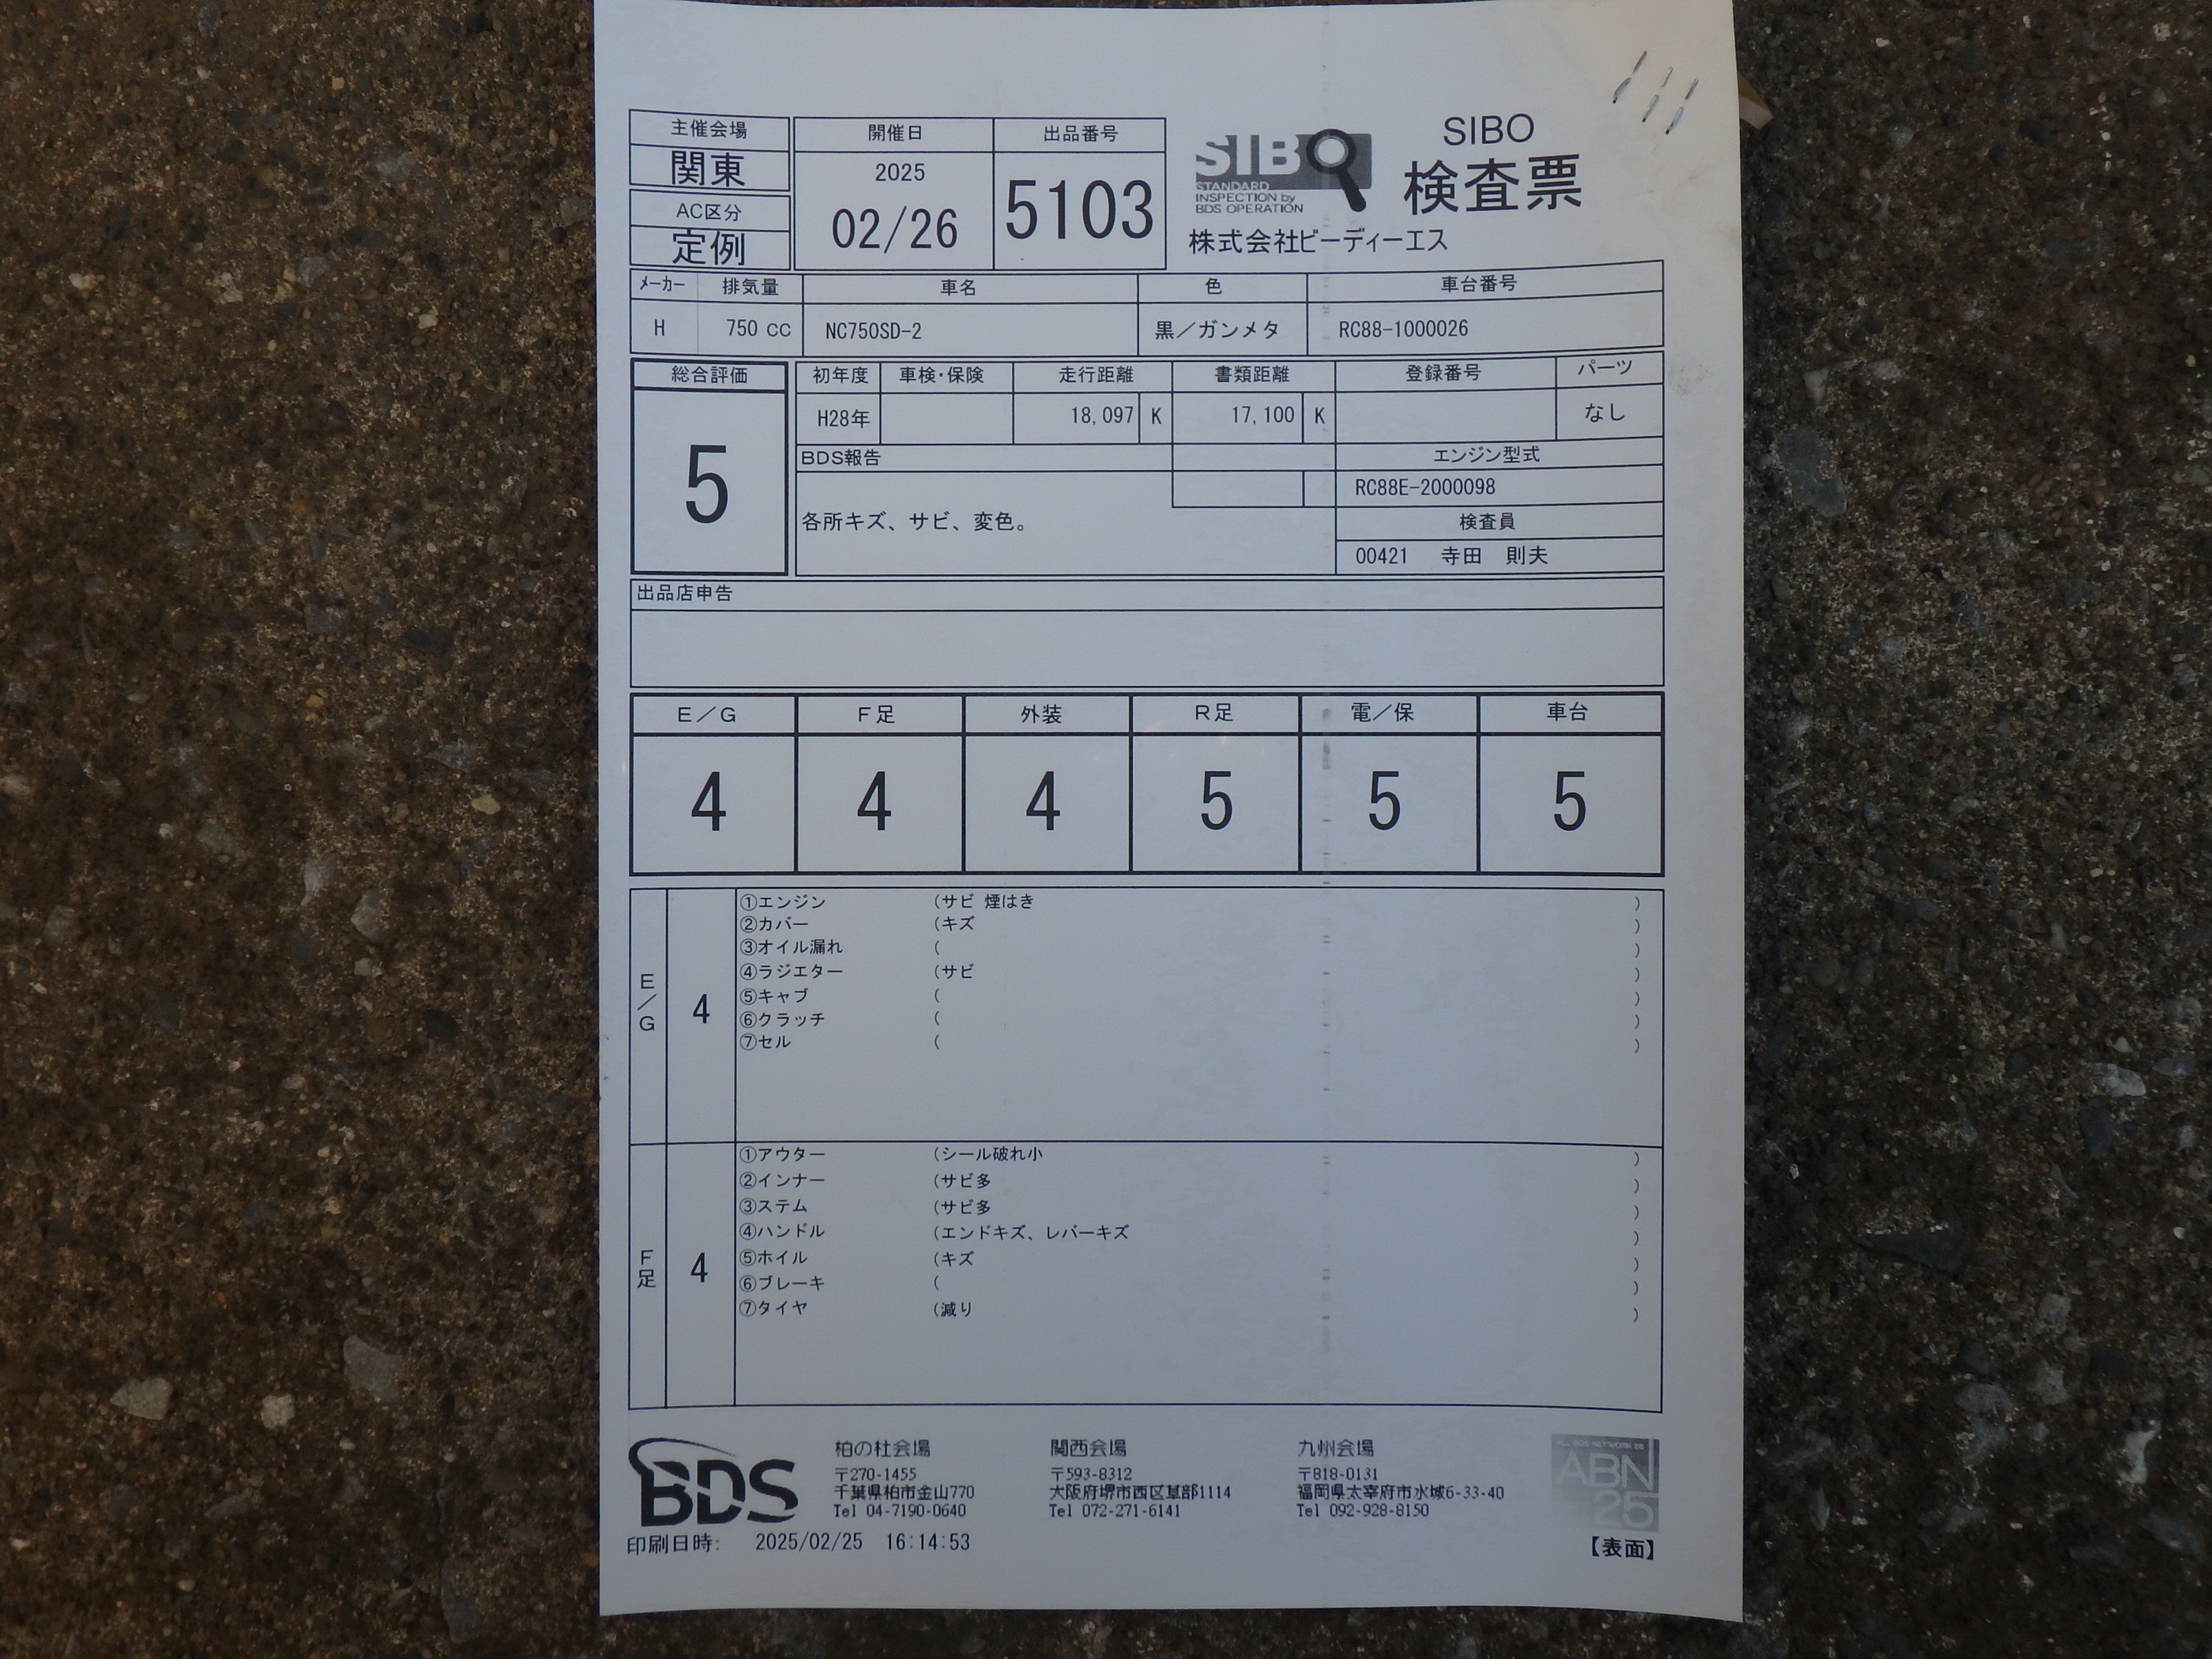 主催会場
関東
AC区分
定例
開催日
2025
02/26
出品番号
5103
SIBO
STANDARD
INSPECTION by
BDS OPERATION
SIBO
検査票
株式会社ビーディーエス
メーカー 排気量 車名 色 車台番号
H 750 CC NC750SD-2 黒／ガンメタ RC88-1000026
総合評価
5
初年度 車検・保険 走行距離 書類距離 登録番号 パーツ
H28年 18,097 K 17,100 K なし
BDS報告
各所キズ、サビ、変色。
エンジン型式
RC88E-2000098
検査員
00421 寺田 則夫
出品店申告
E／G F足 外装 R足 電／保 車台
4 4 4 5 5 5
E／G
4
①エンジン (サビ 煙はき )
②カバー (キズ )
③オイル漏れ ( )
④ラジエター (サビ )
⑤キャブ ( )
⑥クラッチ ( )
⑦セル ( )
F足
4
①アウター (シール破れ小 )
②インナー (サビ多 )
③ステム (サビ多 )
④ハンドル (エンドキズ、レバーキズ )
⑤ホイル (キズ )
⑥ブレーキ ( )
⑦タイヤ (減り )
BDS
柏の杜会場
〒270-1455
千葉県柏市金山770
Tel 04-7190-0640
関西会場
〒593-8312
大阪府堺市西区草部1114
Tel 072-271-6141
九州会場
〒818-0131
福岡県太宰府市水城6-33-40
Tel 092-928-8150
ALL BDS NETWORK 25
ABN
25
印刷日時: 2025/02/25 16:14:53
【表面】